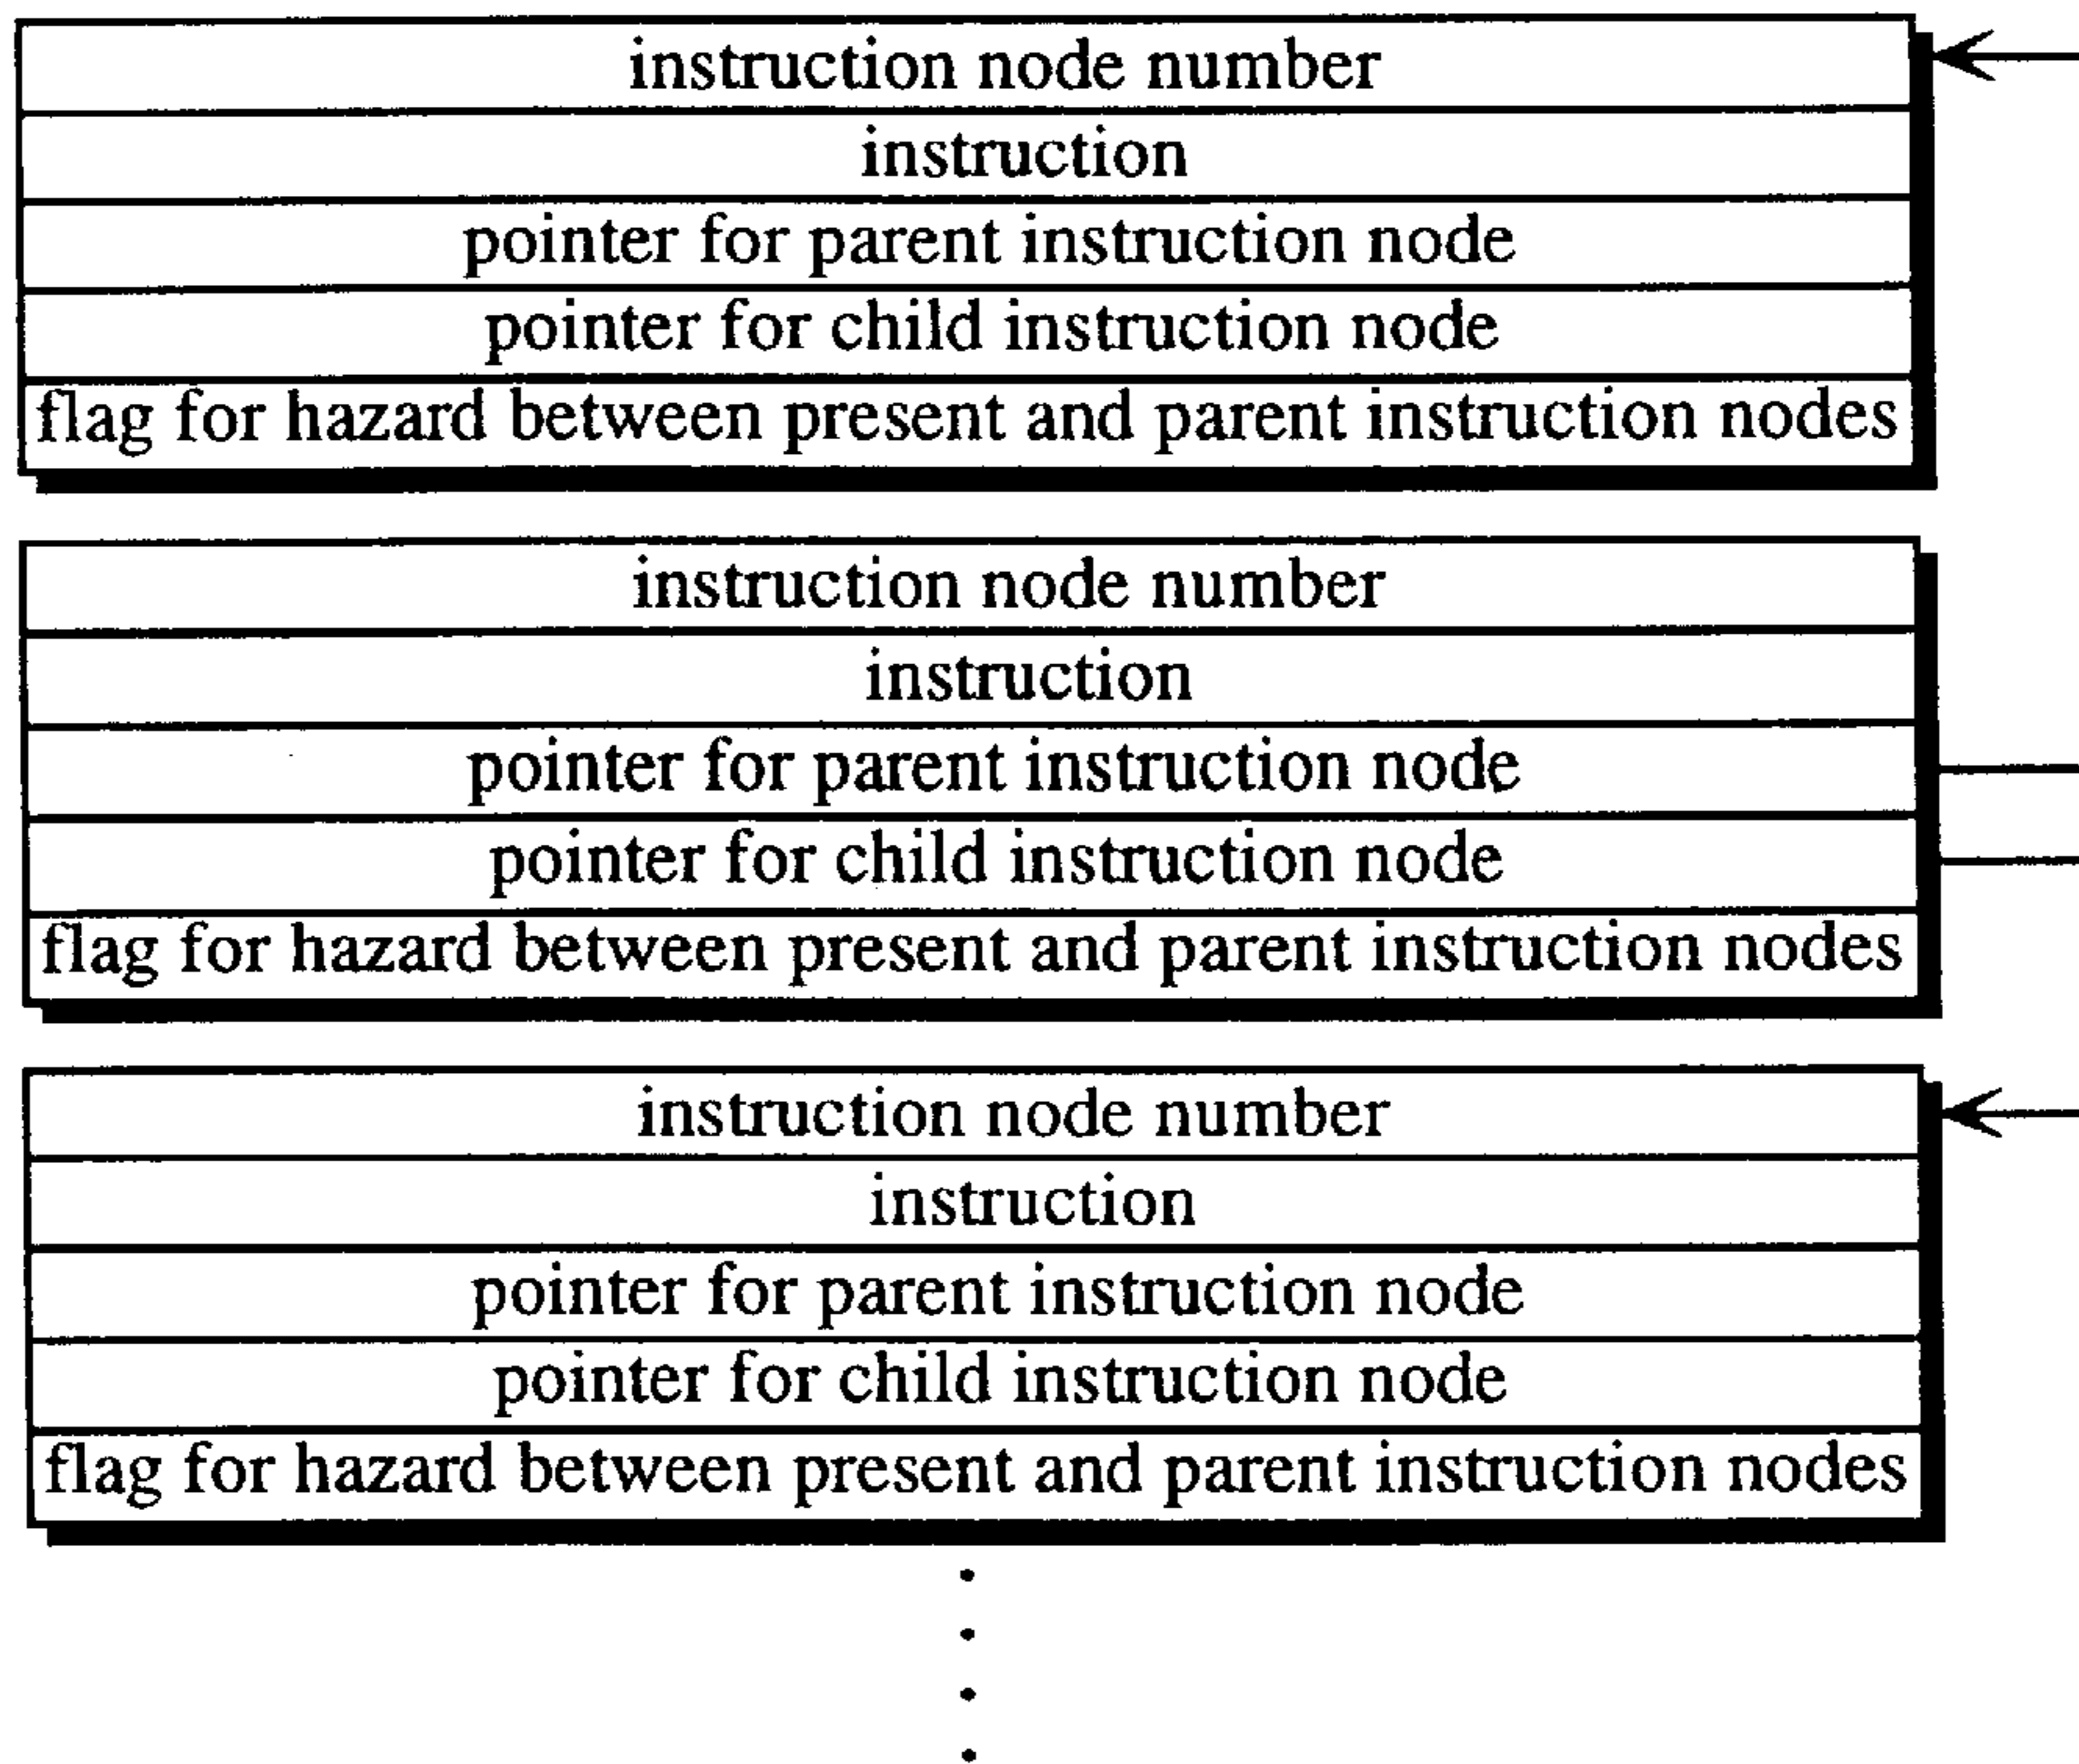 instruction node number
instruction
pointer for parent instruction node
pointer for child instruction node
flag for hazard between present and parent instruction nodes
instruction node number
instruction
pointer for parent instruction node
pointer for child instruction node
flag for hazard between present and parent instruction nodes
instruction node number
instruction
pointer for parent instruction node
pointer for child instruction node
flag for hazard between present and parent instruction nodes